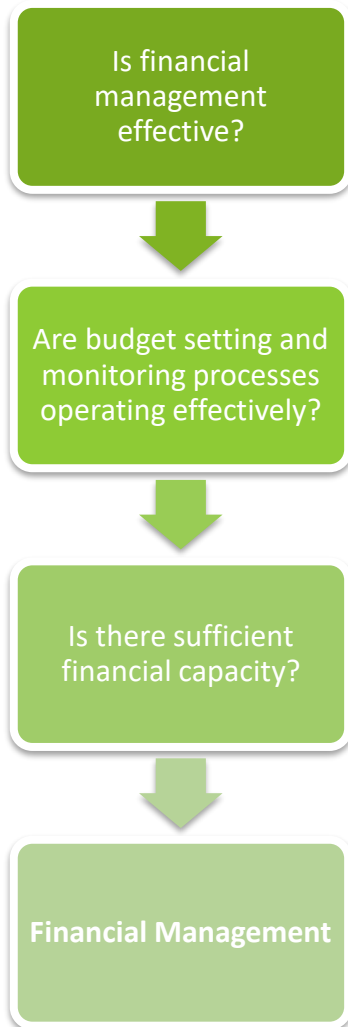 Is financial
management
effective?
Are budget setting and
monitoring processes
operating effectively?
Is there sufficient
financial capacity?
Financial Management